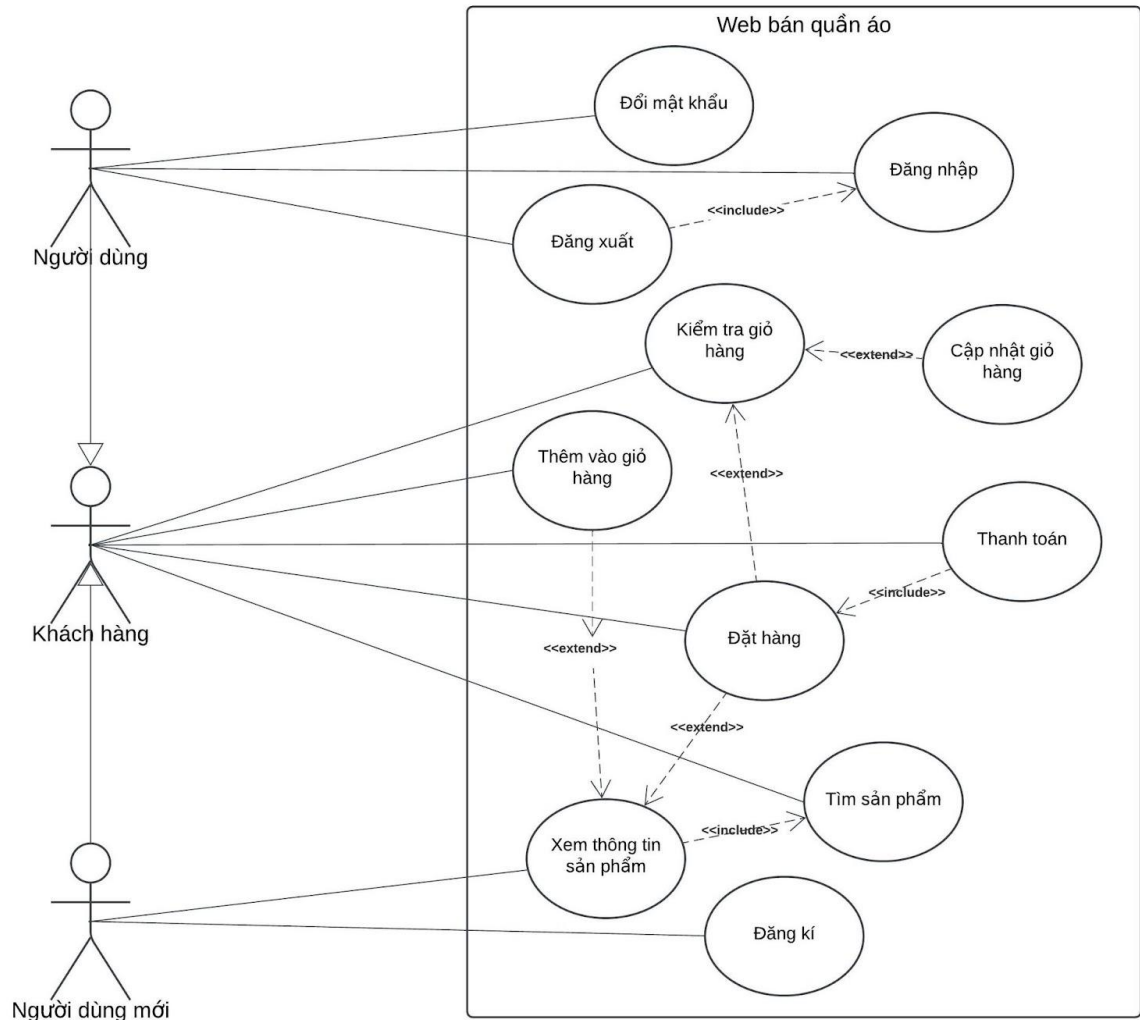 Web bán quần áo
Đổi mật khẩu
Đăng nhập
<<include>>
Đăng xuất
Người dùng
Kiểm tra giỏ
hàng
<<extend>>
Cập nhật giỏ
hàng
Thêm vào giỏ
hàng
<<extend>>
Thanh toán
<<include>>
Khách hàng
Đặt hàng
<<extend>>
<<extend>>
Tìm sản phẩm
<<include>>
Xem thông tin
sản phẩm
Đăng kí
Người dùng mới